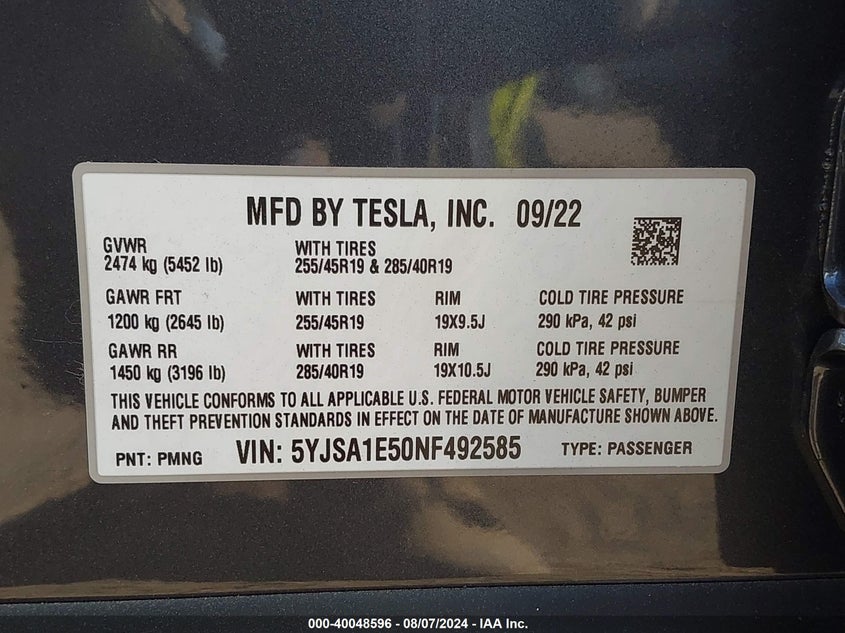 MFD BY TESLA, INC. 09/22
GVWR WITH TIRES
2474 kg (5452 lb) 255/45R19 & 285/40R19
GAWR FRT WITH TIRES RIM COLD TIRE PRESSURE
1200 kg (2645 lb) 255/45R19 19X9.5J 290 kPa, 42 psi
GAWR RR WITH TIRES RIM COLD TIRE PRESSURE
1450 kg (3196 lb) 285/40R19 19X10.5J 290 kPa, 42 psi
THIS VEHICLE CONFORMS TO ALL APPLICABLE U.S. FEDERAL MOTOR VEHICLE SAFETY, BUMPER
AND THEFT PREVENTION STANDARDS IN EFFECT ON THE DATE OF MANUFACTURE SHOWN ABOVE.
PNT: PMNG VIN: 5YJSA1E50NF492585 TYPE: PASSENGER
000-40048596 - 08/07/2024 - IAA Inc.